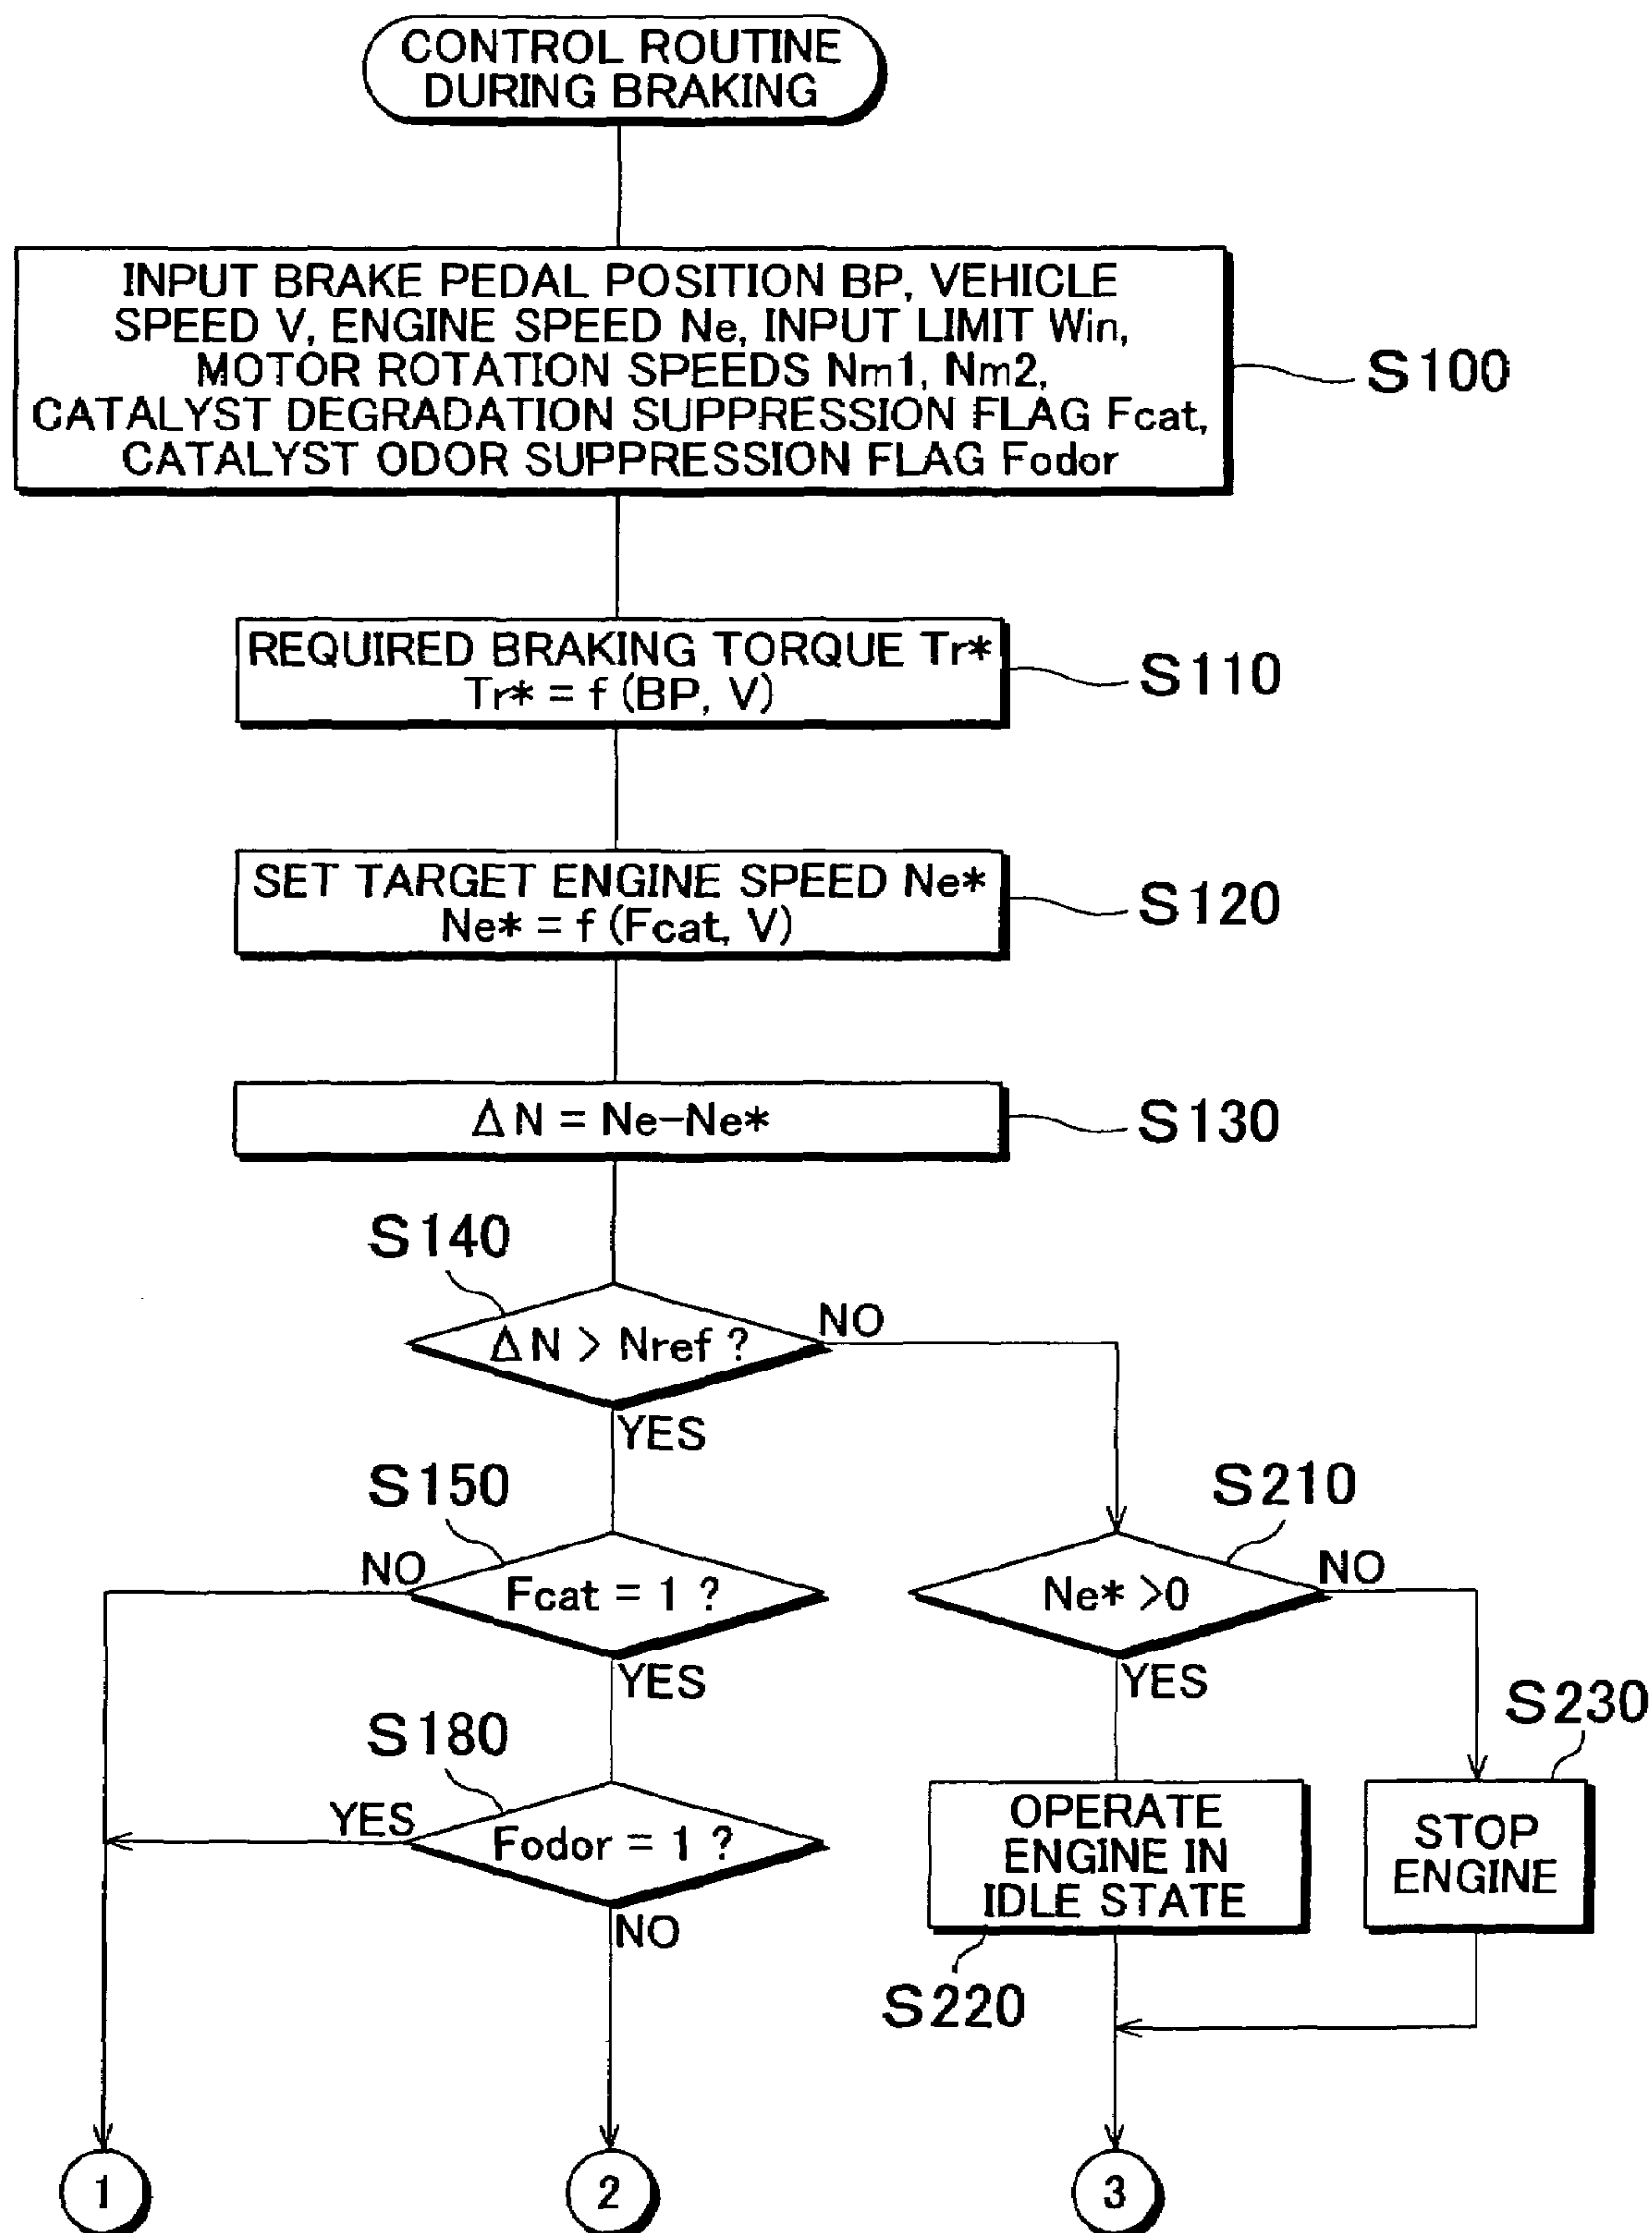 CONTROL ROUTINE
DURING BRAKING
INPUT BRAKE PEDAL POSITION BP, VEHICLE
SPEED V, ENGINE SPEED Ne, INPUT LIMIT Win,
MOTOR ROTATION SPEEDS Nm1, Nm2,
CATALYST DEGRADATION SUPPRESSION FLAG Fcat,
CATALYST ODOR SUPPRESSION FLAG Fodor
S100
REQUIRED BRAKING TORQUE Tr*
Tr* = f (BP, V)
S110
SET TARGET ENGINE SPEED Ne*
Ne* = f (Fcat, V)
S120
ΔN = Ne-Ne*
S130
S140
ΔN > Nref ?
NO
YES
S150
NO
Fcat = 1 ?
YES
S210
Ne* >0
NO
YES
S180
YES
Fodor = 1 ?
NO
OPERATE
ENGINE IN
IDLE STATE
S220
S230
STOP
ENGINE
1
2
3